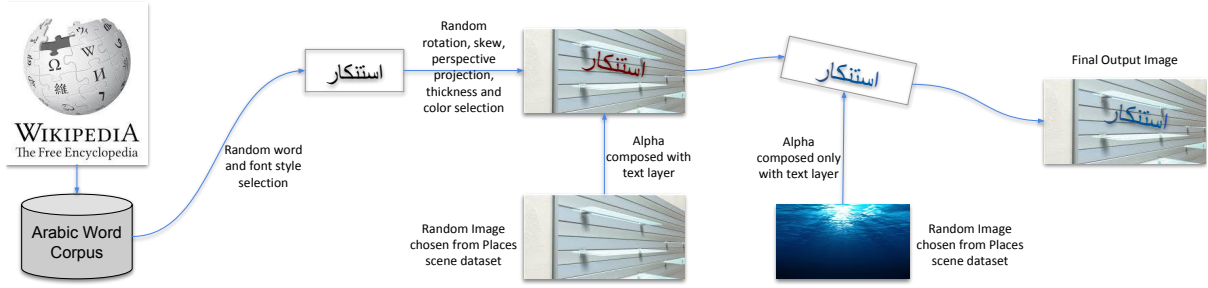 WIKIPEDIA
The Free Encyclopedia
Arabic Word
Corpus
Random word
and font style
selection
استنكار
Random
rotation, skew,
perspective
projection,
thickness and
color selection
استنكار
Alpha
composed with
text layer
Random Image
chosen from Places
scene dataset
استنكار
Alpha
composed only
with text layer
Random Image
chosen from Places
scene dataset
Final Output Image
استنكار